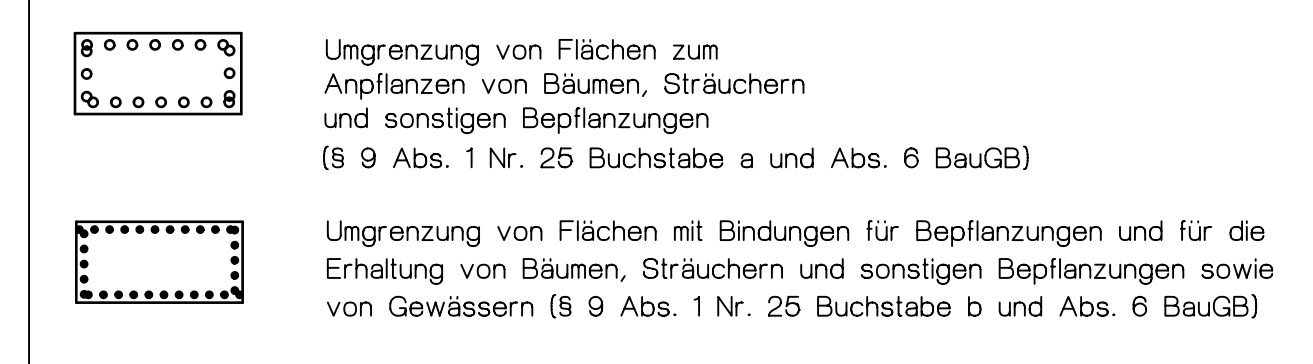 Umgrenzung von Flächen zum
Anpflanzen von Bäumen, Sträuchern
und sonstigen Bepflanzungen
(§ 9 Abs. 1 Nr. 25 Buchstabe a und Abs. 6 BauGB)
Umgrenzung von Flächen mit Bindungen für Bepflanzungen und für die
Erhaltung von Bäumen, Sträuchern und sonstigen Bepflanzungen sowie
von Gewässern (§ 9 Abs. 1 Nr. 25 Buchstabe b und Abs. 6 BauGB)